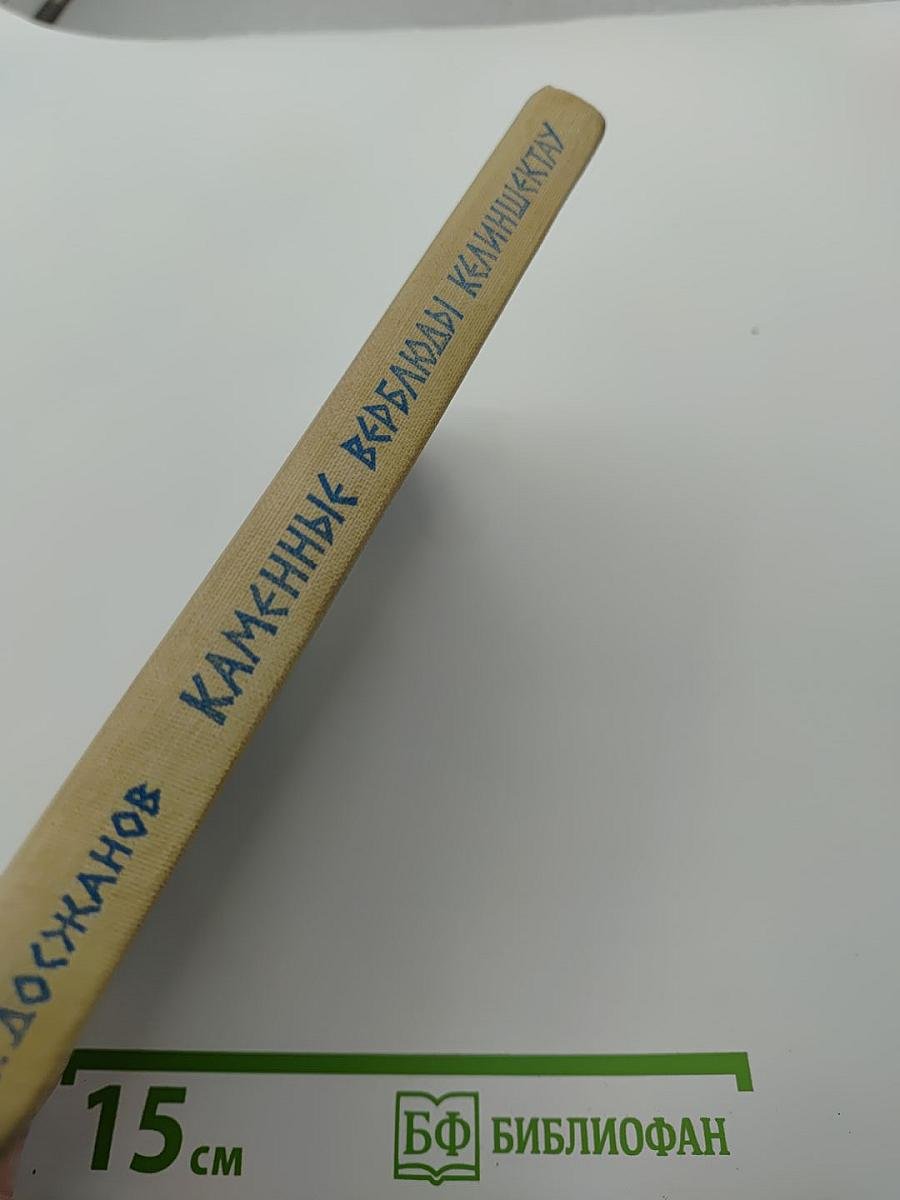 ДОСЖАНОВ КАМЕННЫЕ ВЕРБЛЮДЫ КЕЛИНШЕКТАУ
15 см
БФ БИБЛИОФАН